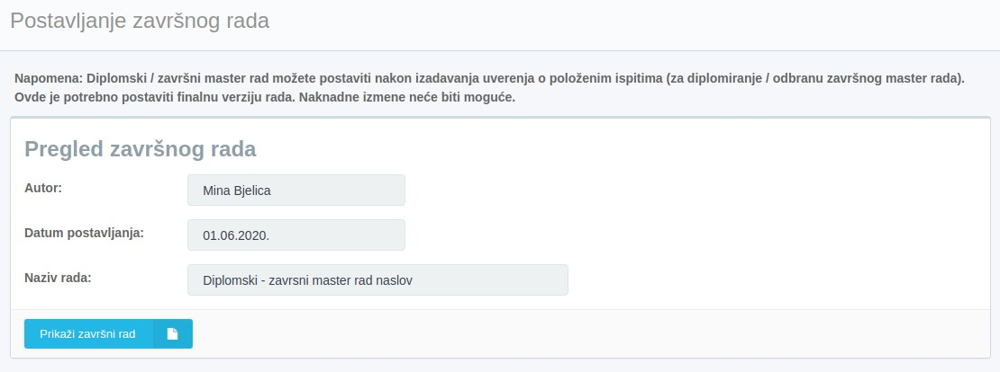 Postavljanje završnog rada
Napomena: Diplomski / završni master rad možete postaviti nakon izadavanja uverenja o položenim ispitima (za diplomiranje / odbranu završnog master rada).
Ovde je potrebno postaviti finalnu verziju rada. Naknadne izmene neće biti moguće.
Pregled završnog rada
Autor:
Mina Bjelica
Datum postavljanja:
01.06.2020.
Naziv rada:
Diplomski - zavrsni master rad naslov
Prikaži završni rad